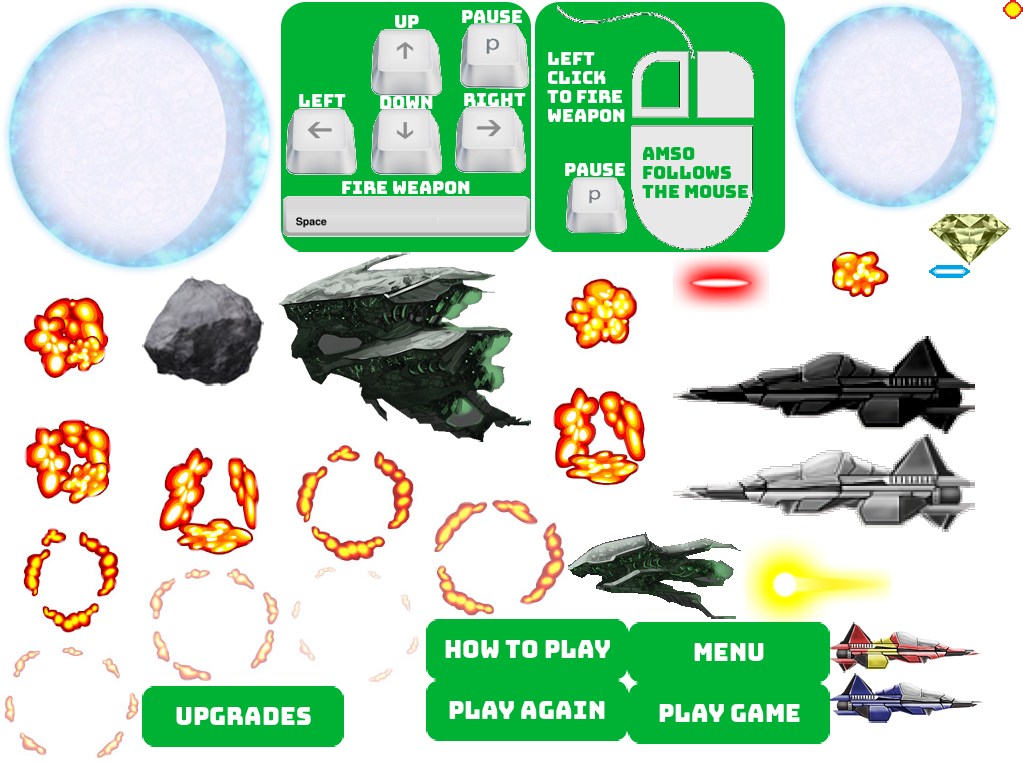 UP
PAUSE
p
LEFT
DOWN
RIGHT
FIRE WEAPON
Space
LEFT
CLICK
TO FIRE
WEAPON
PAUSE
p
AMSO
FOLLOWS
THE MOUSE
HOW TO PLAY
MENU
UPGRADES
PLAY AGAIN
PLAY GAME